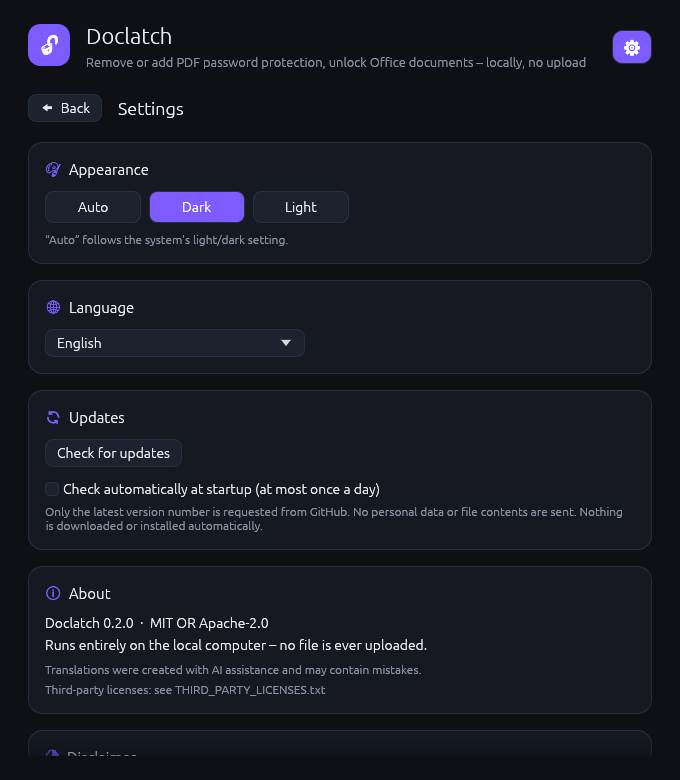 Doclatch
Remove or add PDF password protection, unlock Office documents – locally, no upload
Back
Settings
Appearance
Auto
Dark
Light
"Auto" follows the system's light/dark setting.
Language
English
Updates
Check for updates
Check automatically at startup (at most once a day)
Only the latest version number is requested from GitHub. No personal data or file contents are sent. Nothing
is downloaded or installed automatically.
About
Doclatch 0.2.0 · MIT OR Apache-2.0
Runs entirely on the local computer – no file is ever uploaded.
Translations were created with AI assistance and may contain mistakes.
Third-party licenses: see THIRD_PARTY_LICENSES.txt